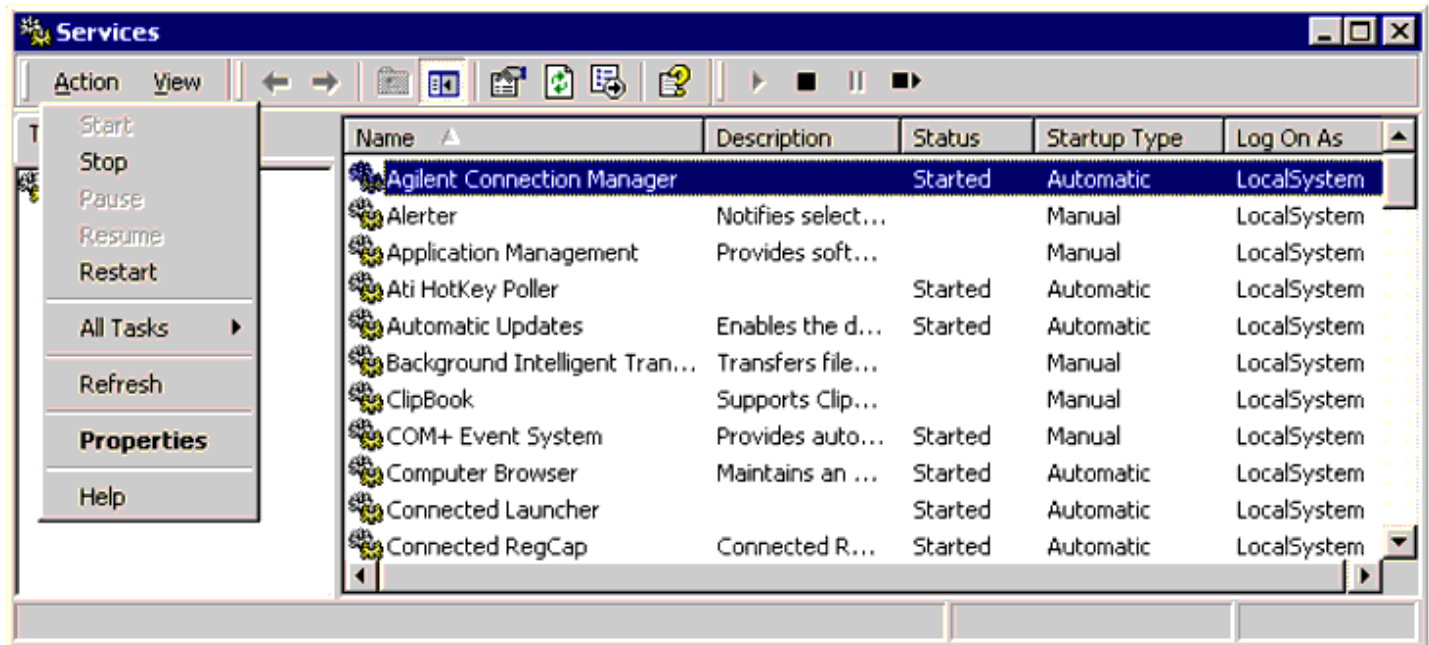 Services
Action View
Start
Stop
Pause
Resume
Restart
All Tasks
Refresh
Properties
Help
T
Name Description Status Startup Type Log On As
Agilent Connection Manager Started Automatic LocalSystem
Alerter Notifies select... Manual LocalSystem
Application Management Provides soft... Manual LocalSystem
Ati HotKey Poller Started Automatic LocalSystem
Automatic Updates Enables the d... Started Automatic LocalSystem
Background Intelligent Tran... Transfers file... Manual LocalSystem
ClipBook Supports Clip... Manual LocalSystem
COM+ Event System Provides auto... Started Manual LocalSystem
Computer Browser Maintains an ... Started Automatic LocalSystem
Connected Launcher Started Automatic LocalSystem
Connected RegCap Connected R... Started Automatic LocalSystem